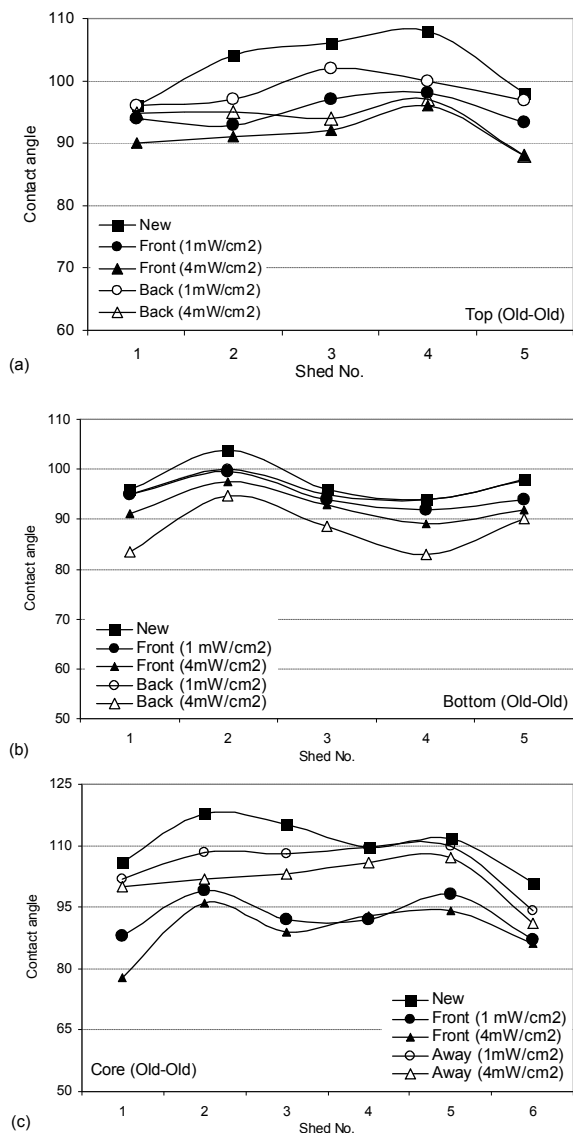 110
100
90
80
70
60
Contact angle
New
Front (1mW/cm2)
Front (4mW/cm2)
Back (1mW/cm2)
Back (4mW/cm2)
Top (Old-Old)
1 2 3 4 5
Shed No.
(a)
110
100
90
80
70
60
50
Contact angle
New
Front (1 mW/cm2)
Front (4mW/cm2)
Back (1mW/cm2)
Back (4mW/cm2)
Bottom (Old-Old)
1 2 3 4 5
Shed No.
(b)
125
110
95
80
65
50
Contact angle
New
Front (1 mW/cm2)
Front (4mW/cm2)
Away (1mW/cm2)
Away (4mW/cm2)
Core (Old-Old)
1 2 3 4 5 6
Shed No.
(c)